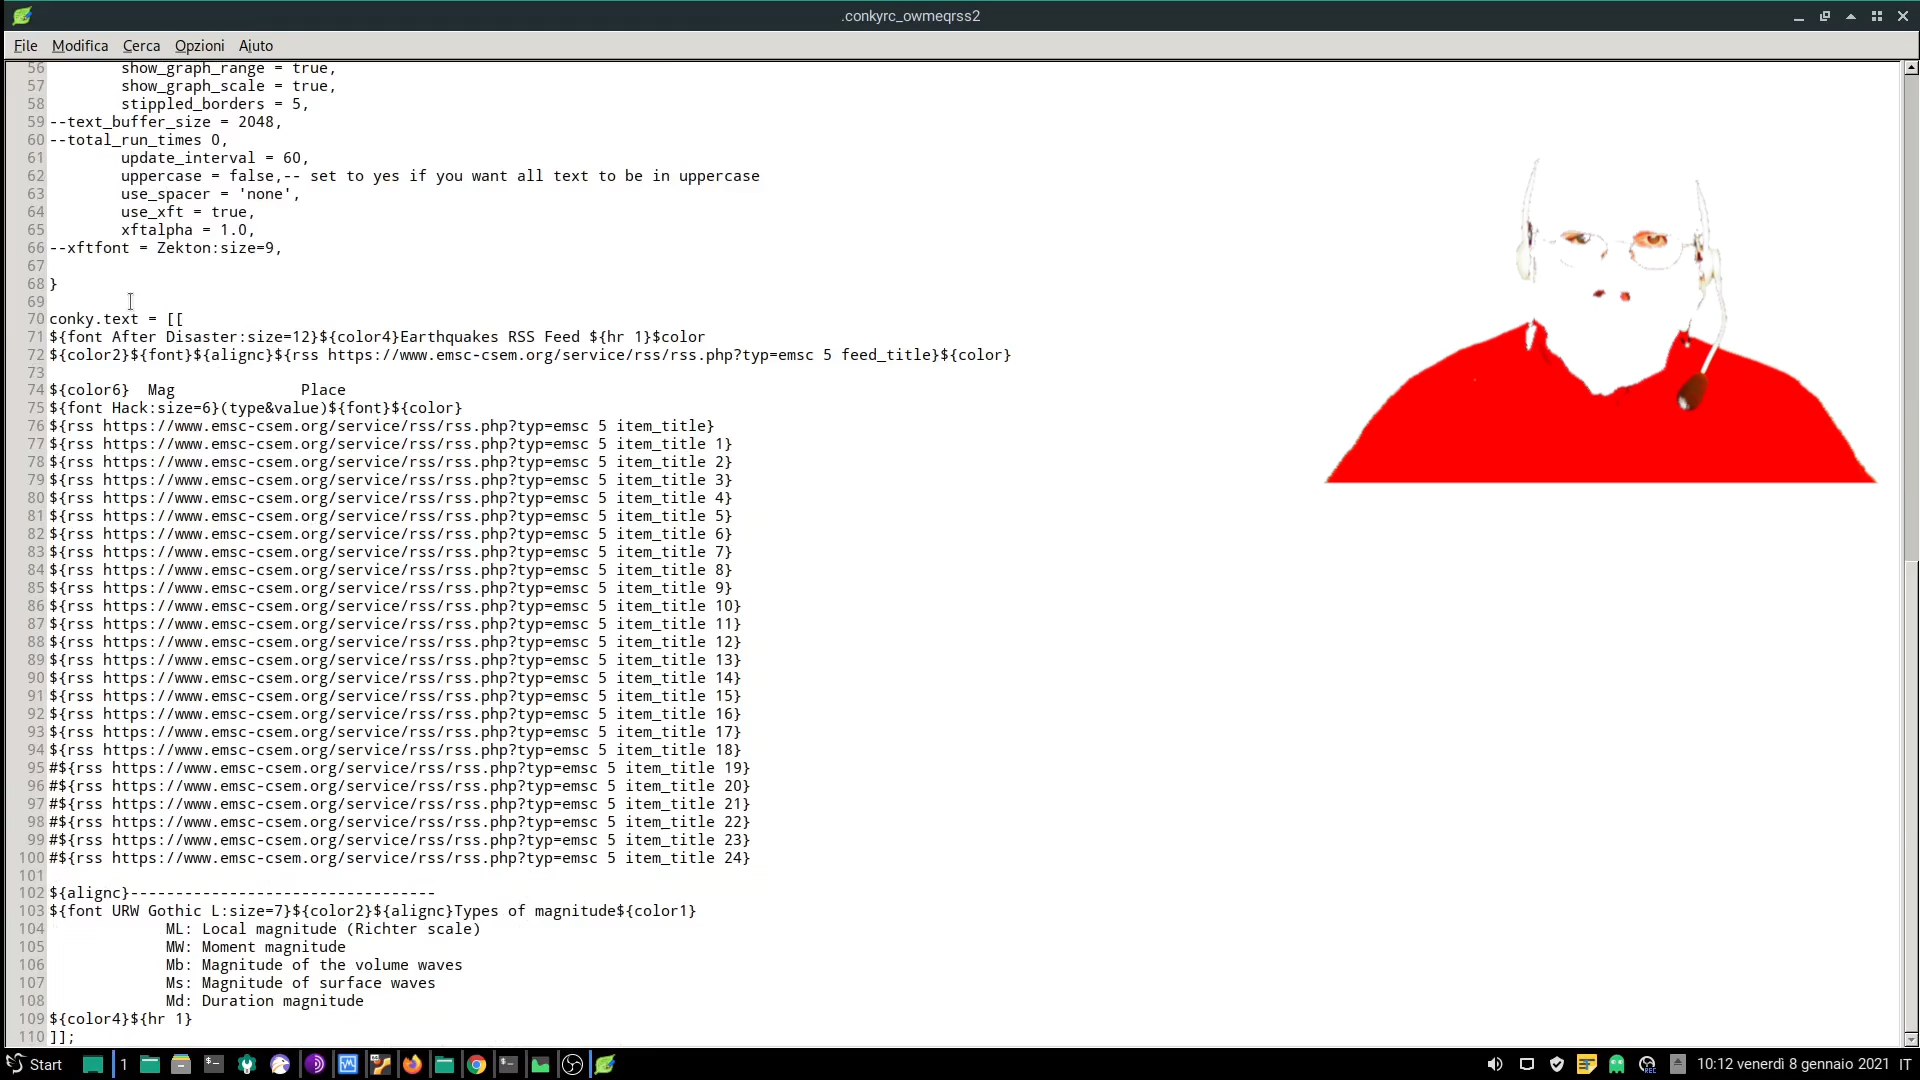 .conkyrc_owmeqrss2
File Modifica Cerca Opzioni Aiuto
56 show_graph_range = true,
57 show_graph_scale = true,
58 stippled_borders = 5,
59 --text_buffer_size = 2048,
60 --total_run_times 0,
61 update_interval = 60,
62 uppercase = false,-- set to yes if you want all text to be in uppercase
63 use_spacer = 'none',
64 use_xft = true,
65 xftalpha = 1.0,
66 --xftfont = Zekton:size=9,
67
68 }
69
70 conky.text = [[
71 ${font After Disaster:size=12}${color4}Earthquakes RSS Feed ${hr 1}$color
72 ${color2}${font}${alignc}${rss https://www.emsc-csem.org/service/rss/rss.php?typ=emsc 5 feed_title}${color}
73
74 ${color6}  Mag              Place
75 ${font Hack:size=6}(type&value)${font}${color}
76 ${rss https://www.emsc-csem.org/service/rss/rss.php?typ=emsc 5 item_title}
77 ${rss https://www.emsc-csem.org/service/rss/rss.php?typ=emsc 5 item_title 1}
78 ${rss https://www.emsc-csem.org/service/rss/rss.php?typ=emsc 5 item_title 2}
79 ${rss https://www.emsc-csem.org/service/rss/rss.php?typ=emsc 5 item_title 3}
80 ${rss https://www.emsc-csem.org/service/rss/rss.php?typ=emsc 5 item_title 4}
81 ${rss https://www.emsc-csem.org/service/rss/rss.php?typ=emsc 5 item_title 5}
82 ${rss https://www.emsc-csem.org/service/rss/rss.php?typ=emsc 5 item_title 6}
83 ${rss https://www.emsc-csem.org/service/rss/rss.php?typ=emsc 5 item_title 7}
84 ${rss https://www.emsc-csem.org/service/rss/rss.php?typ=emsc 5 item_title 8}
85 ${rss https://www.emsc-csem.org/service/rss/rss.php?typ=emsc 5 item_title 9}
86 ${rss https://www.emsc-csem.org/service/rss/rss.php?typ=emsc 5 item_title 10}
87 ${rss https://www.emsc-csem.org/service/rss/rss.php?typ=emsc 5 item_title 11}
88 ${rss https://www.emsc-csem.org/service/rss/rss.php?typ=emsc 5 item_title 12}
89 ${rss https://www.emsc-csem.org/service/rss/rss.php?typ=emsc 5 item_title 13}
90 ${rss https://www.emsc-csem.org/service/rss/rss.php?typ=emsc 5 item_title 14}
91 ${rss https://www.emsc-csem.org/service/rss/rss.php?typ=emsc 5 item_title 15}
92 ${rss https://www.emsc-csem.org/service/rss/rss.php?typ=emsc 5 item_title 16}
93 ${rss https://www.emsc-csem.org/service/rss/rss.php?typ=emsc 5 item_title 17}
94 ${rss https://www.emsc-csem.org/service/rss/rss.php?typ=emsc 5 item_title 18}
95 #${rss https://www.emsc-csem.org/service/rss/rss.php?typ=emsc 5 item_title 19}
96 #${rss https://www.emsc-csem.org/service/rss/rss.php?typ=emsc 5 item_title 20}
97 #${rss https://www.emsc-csem.org/service/rss/rss.php?typ=emsc 5 item_title 21}
98 #${rss https://www.emsc-csem.org/service/rss/rss.php?typ=emsc 5 item_title 22}
99 #${rss https://www.emsc-csem.org/service/rss/rss.php?typ=emsc 5 item_title 23}
100 #${rss https://www.emsc-csem.org/service/rss/rss.php?typ=emsc 5 item_title 24}
101
102 ${alignc}----------------------------------
103 ${font URW Gothic L:size=7}${color2}${alignc}Types of magnitude${color1}
104 ML: Local magnitude (Richter scale)
105 MW: Moment magnitude
106 Mb: Magnitude of the volume waves
107 Ms: Magnitude of surface waves
108 Md: Duration magnitude
109 ${color4}${hr 1}
110 ]];
Start 1 10:12 venerdì 8 gennaio 2021 IT